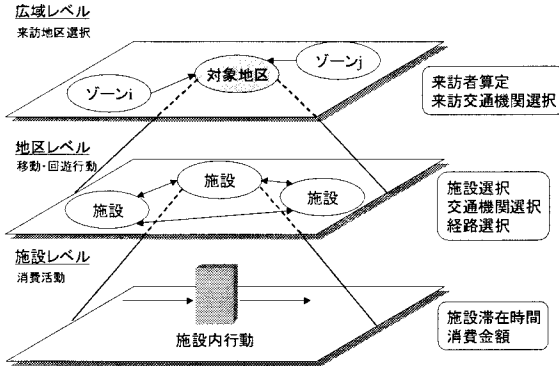 広域レベル
来訪地区選択
ゾーンi
対象地区
ゾーンj
来訪者算定
来訪交通機関選択
地区レベル
移動・回遊行動
施設
施設
施設
施設選択
交通機関選択
経路選択
施設レベル
消費活動
施設内行動
施設滞在時間
消費金額